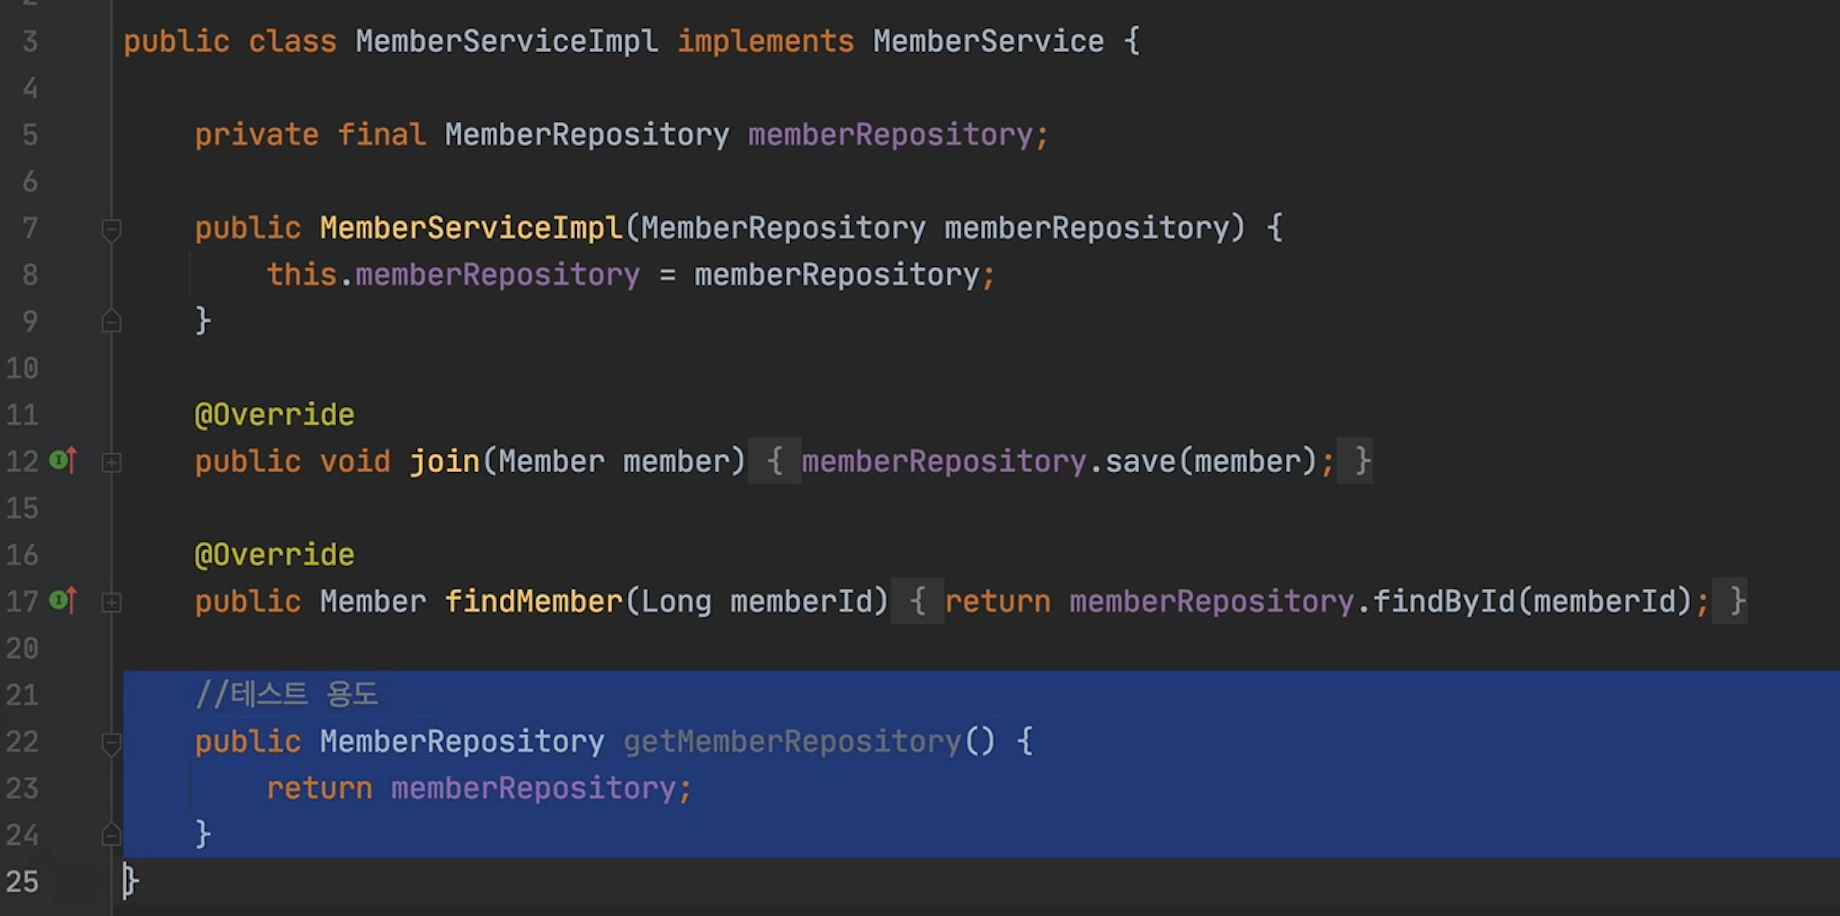 3 public class MemberServiceImpl implements MemberService {
4
5 private final MemberRepository memberRepository;
6
7 public MemberServiceImpl(MemberRepository memberRepository) {
8 this.memberRepository = memberRepository;
9 }
10
11 @Override
12 public void join(Member member) { memberRepository.save(member); }
15
16 @Override
17 public Member findMember(Long memberId) { return memberRepository.findById(memberId); }
20
21 //테스트 용도
22 public MemberRepository getMemberRepository() {
23 return memberRepository;
24 }
25 }